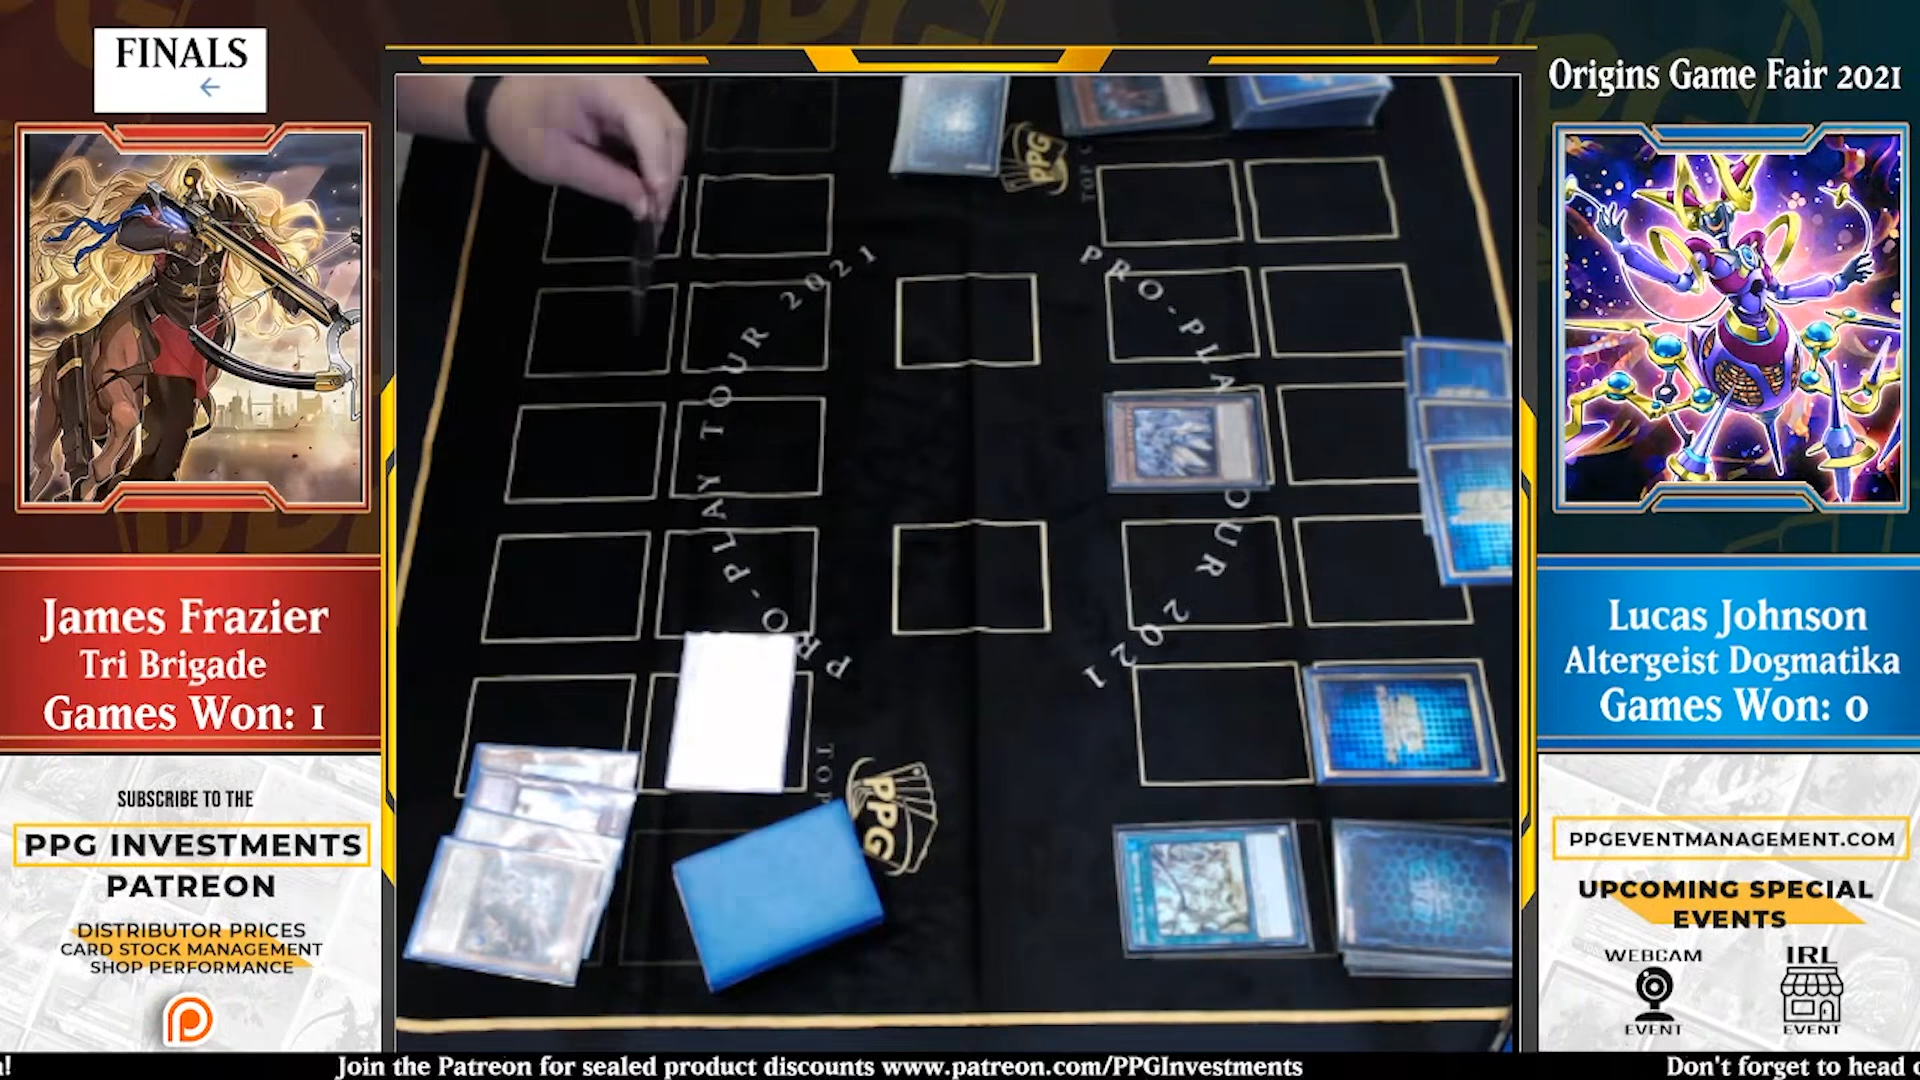 FINALS
Origins Game Fair 2021
James Frazier
Tri Brigade
Games Won: 1
Lucas Johnson
Altergeist Dogmatika
Games Won: 0
SUBSCRIBE TO THE
PPG INVESTMENTS
PATREON
DISTRIBUTOR PRICES
CARD STOCK MANAGEMENT
SHOP PERFORMANCE
PPGEVENTMANAGEMENT.COM
UPCOMING SPECIAL
EVENTS
WEBCAM
EVENT
IRL
EVENT
PPG
TOP C
PRO-PLAY TOUR 2021
PRO-PLAY TOUR 2021
TOP
PPG
Join the Patreon for sealed product discounts www.patreon.com/PPGInvestments
Don't forget to head